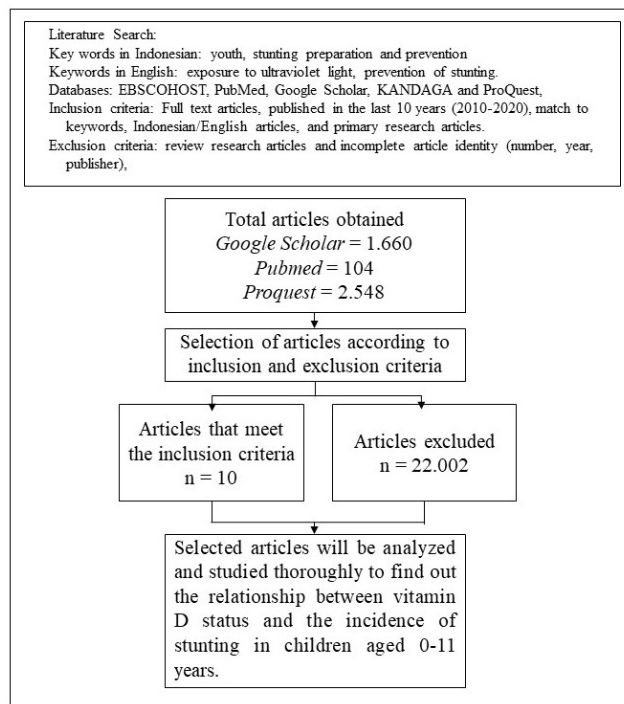 Literature Search:
Key words in Indonesian: youth, stunting preparation and prevention
Keywords in English: exposure to ultraviolet light, prevention of stunting.
Databases: EBSCOHOST, PubMed, Google Scholar, KANDAGA and ProQuest,
Inclusion criteria: Full text articles, published in the last 10 years (2010-2020), match to
keywords, Indonesian/English articles, and primary research articles.
Exclusion criteria: review research articles and incomplete article identity (number, year,
publisher),
Total articles obtained
Google Scholar = 1.660
Pubmed = 104
Proquest = 2.548
Selection of articles according to
inclusion and exclusion criteria
Articles that meet
the inclusion criteria
n = 10
Articles excluded
n = 22.002
Selected articles will be analyzed
and studied thoroughly to find out
the relationship between vitamin
D status and the incidence of
stunting in children aged 0-11
years.